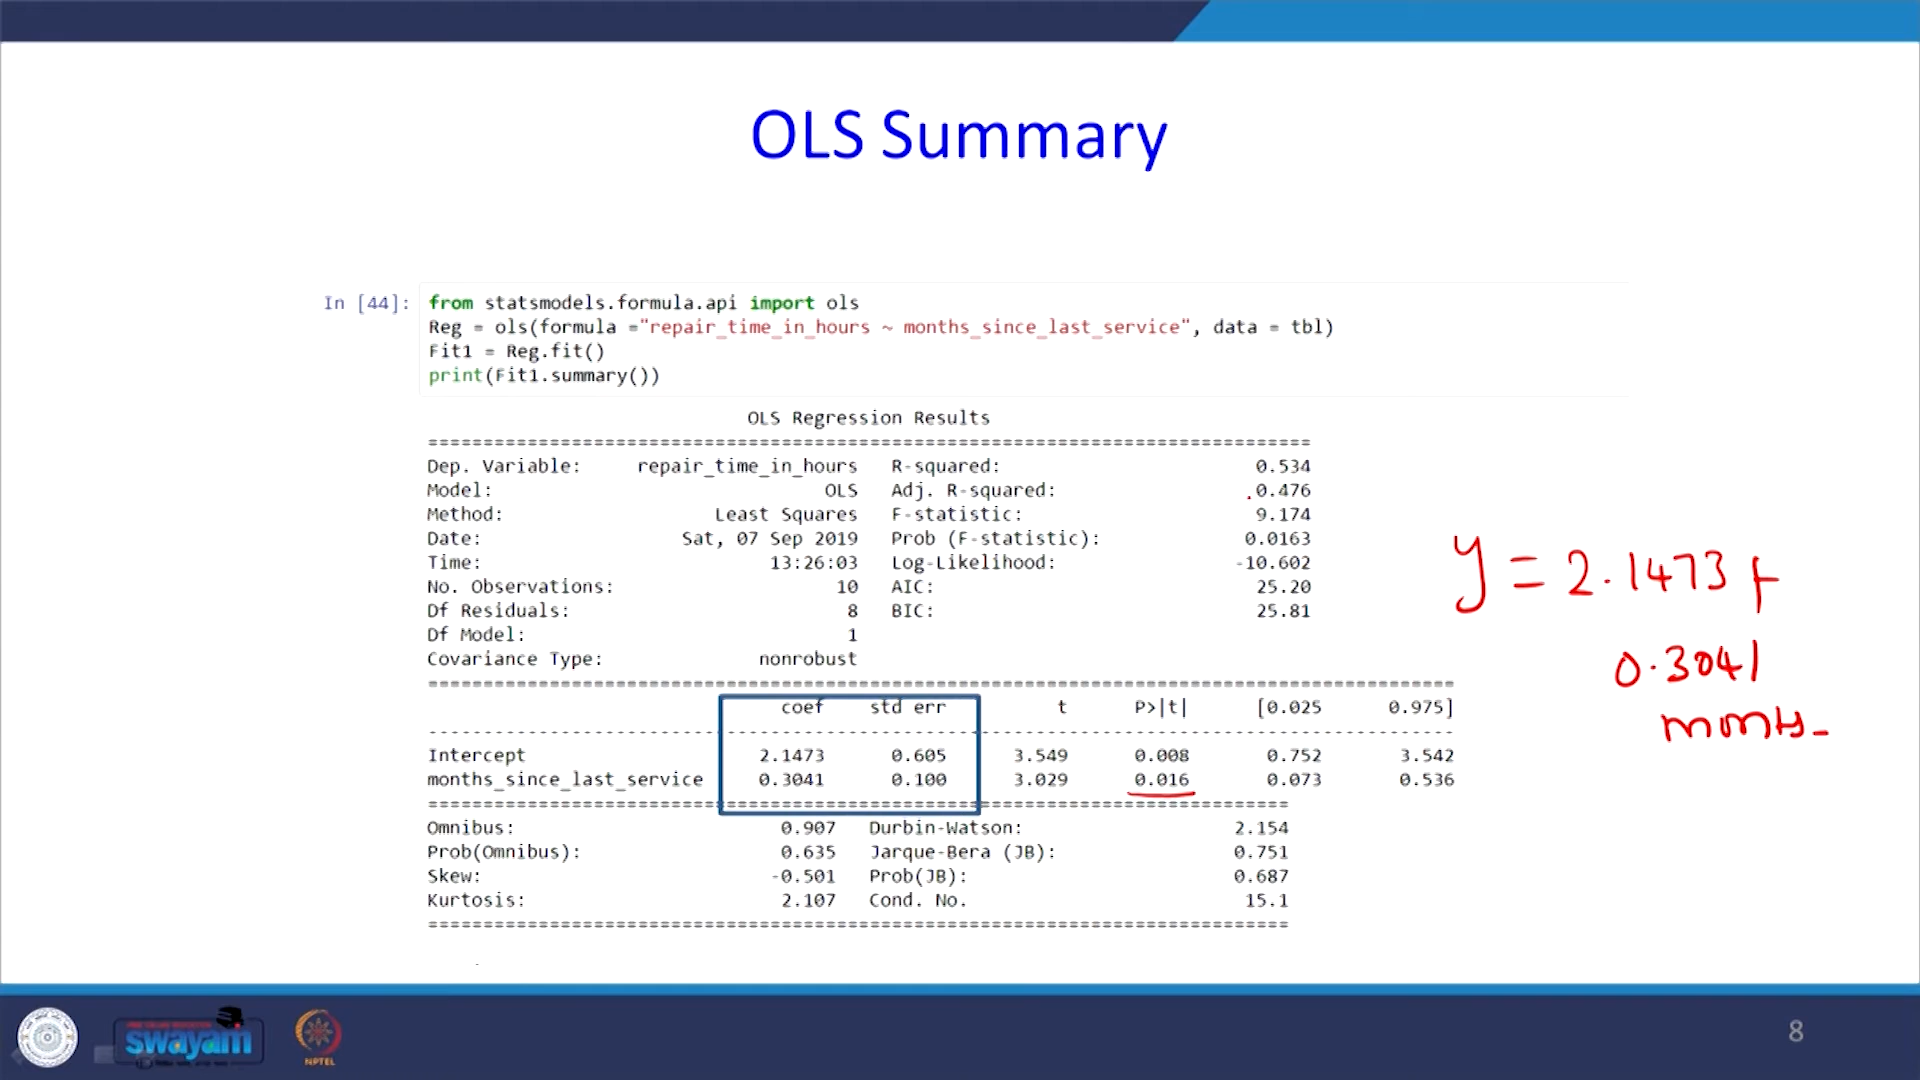 OLS Summary
In [44]: from statsmodels.formula.api import ols
Reg = ols(formula ="repair_time_in_hours ~ months_since_last_service", data = tbl)
Fit1 = Reg.fit()
print(Fit1.summary())
OLS Regression Results
==============================================================================
Dep. Variable: repair_time_in_hours R-squared: 0.534
Model: OLS Adj. R-squared: 0.476
Method: Least Squares F-statistic: 9.174
Date: Sat, 07 Sep 2019 Prob (F-statistic): 0.0163
Time: 13:26:03 Log-Likelihood: -10.602
No. Observations: 10 AIC: 25.20
Df Residuals: 8 BIC: 25.81
Df Model: 1
Covariance Type: nonrobust
==============================================================================
coef std err t P>|t| [0.025 0.975]
------------------------------------------------------------------------------
Intercept 2.1473 0.605 3.549 0.008 0.752 3.542
months_since_last_service 0.3041 0.100 3.029 0.016 0.073 0.536
==============================================================================
Omnibus: 0.907 Durbin-Watson: 2.154
Prob(Omnibus): 0.635 Jarque-Bera (JB): 0.751
Skew: -0.501 Prob(JB): 0.687
Kurtosis: 2.107 Cond. No. 15.1
==============================================================================
y = 2.1473 +
0.3041
months
swayam
NPTEL
8